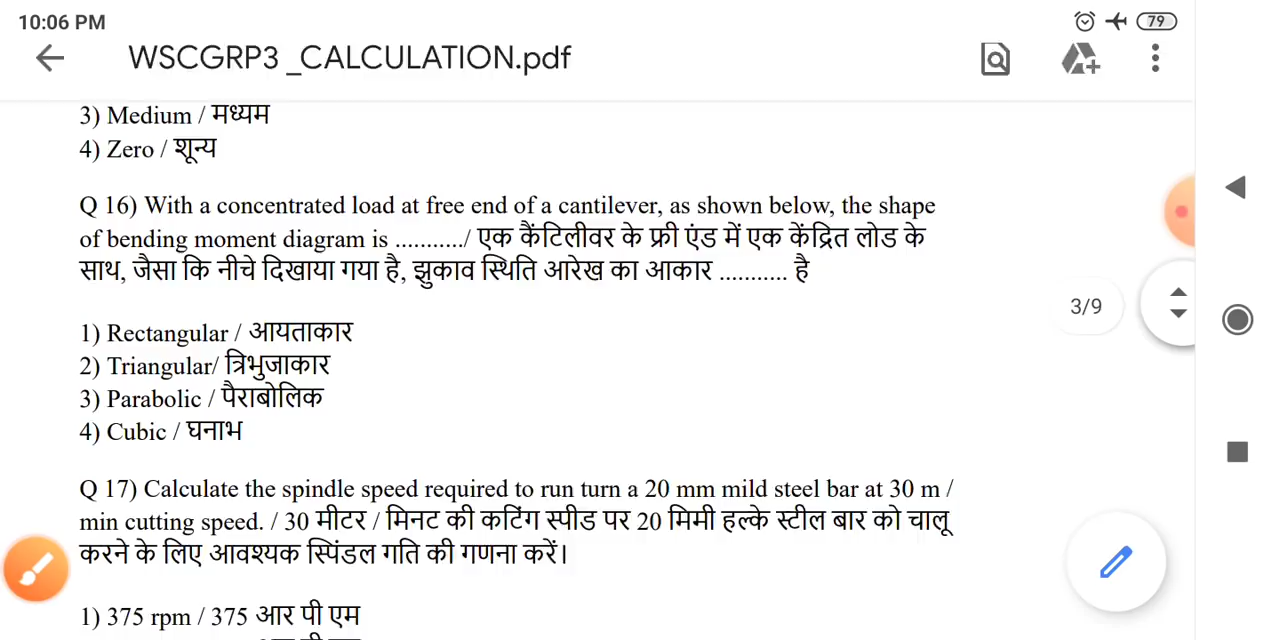 10:06 PM
79
WSCGRP3 _CALCULATION.pdf
3) Medium / मध्यम
4) Zero / शून्य
Q 16) With a concentrated load at free end of a cantilever, as shown below, the shape
of bending moment diagram is .........../ एक कैंटिलीवर के फ्री एंड में एक केंद्रित लोड के
साथ, जैसा कि नीचे दिखाया गया है, झुकाव स्थिति आरेख का आकार ........... है
3/9
1) Rectangular / आयताकार
2) Triangular/ त्रिभुजाकार
3) Parabolic / पैराबोलिक
4) Cubic / घनाभ
Q 17) Calculate the spindle speed required to run turn a 20 mm mild steel bar at 30 m /
min cutting speed. / 30 मीटर / मिनट की कटिंग स्पीड पर 20 मिमी हल्के स्टील बार को चालू
करने के लिए आवश्यक स्पिंडल गति की गणना करें।
1) 375 rpm / 375 आर पी एम